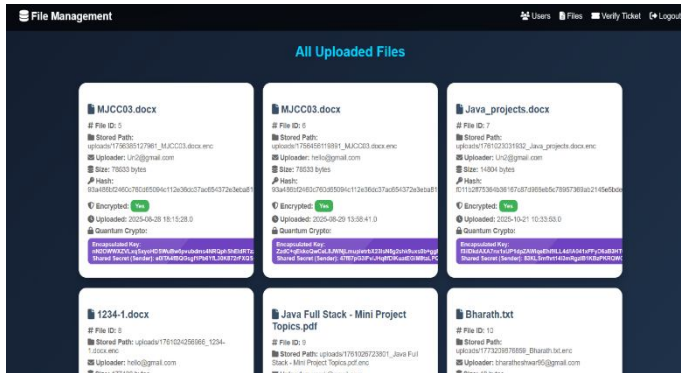 File Management
Users Files Verify Ticket Logout
All Uploaded Files
MJCC03.docx
# File ID: 5
Stored Path:
uploads/1756385127961_MJCC03.docx.enc
Uploader: Uri2@gmail.com
Size: 78633 bytes
Hash:
Encrypted: Yes
Uploaded: 2025-08-28 18:15:28.0
Quantum Crypto:
Encapsulated Key:
Shared Secret (Sender):
MJCC03.docx
# File ID: 6
Stored Path:
uploads/1756456119891_MJCC03.docx.enc
Uploader: hello@gmail.com
Size: 78633 bytes
Hash:
Encrypted: Yes
Uploaded: 2025-08-29 13:58:41.0
Quantum Crypto:
Encapsulated Key:
Shared Secret (Sender):
Java_projects.docx
# File ID: 7
Stored Path:
uploads/1761023031932_Java_projects.docx.enc
Uploader: Uri2@gmail.com
Size: 14804 bytes
Hash:
Encrypted: Yes
Uploaded: 2025-10-21 10:33:53.0
Quantum Crypto:
Encapsulated Key:
Shared Secret (Sender):
1234-1.docx
# File ID: 8
Stored Path: uploads/1761024256966_1234-
1.docx.enc
Uploader: hello@gmail.com
Java Full Stack - Mini Project
Topics.pdf
# File ID: 9
Stored Path: uploads/1761026723801_Java Full
Stack - Mini Project Topics.pdf.enc
Bharath.txt
# File ID: 10
Stored Path:
uploads/1773209876859_Bharath.txt.enc
Uploader: bharatheshwar95@gmail.com